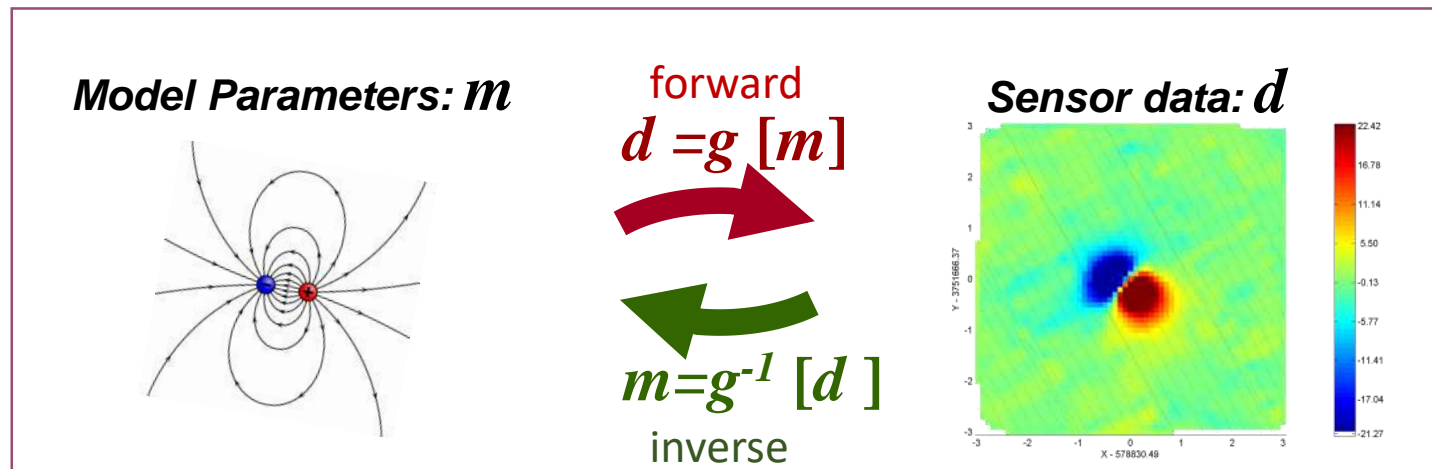 Model Parameters: m
forward
d =g [m]
m=g⁻¹ [d ]
inverse
Sensor data: d
3
2
1
0
-1
-2
-3
Y - 3751666.37
-3 -2 -1 0 1 2 3
X - 578830.49
22.42
16.78
11.14
5.50
-0.13
-5.77
-11.41
-17.04
-21.27
-
+